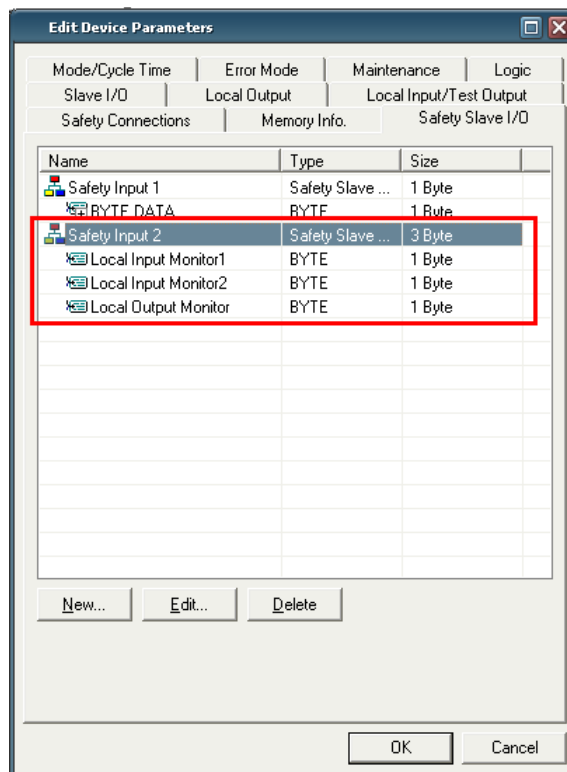 Edit Device Parameters
Mode/Cycle Time Error Mode Maintenance Logic
Slave I/O Local Output Local Input/Test Output
Safety Connections Memory Info. Safety Slave I/O
Name Type Size
Safety Input 1 Safety Slave ... 1 Byte
BYTE DATA BYTE 1 Byte
Safety Input 2 Safety Slave ... 3 Byte
Local Input Monitor1 BYTE 1 Byte
Local Input Monitor2 BYTE 1 Byte
Local Output Monitor BYTE 1 Byte
New... Edit... Delete
OK Cancel